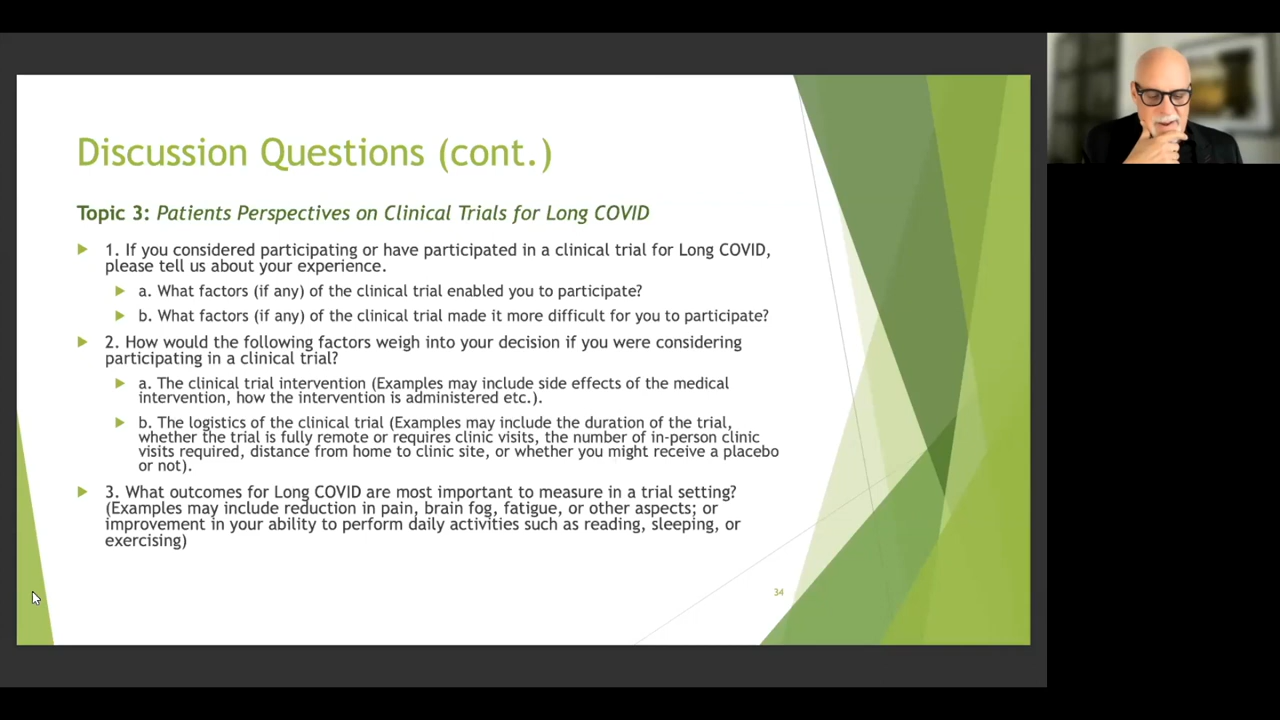 Discussion Questions (cont.)
Topic 3: Patients Perspectives on Clinical Trials for Long COVID
1. If you considered participating or have participated in a clinical trial for Long COVID,
please tell us about your experience.
a. What factors (if any) of the clinical trial enabled you to participate?
b. What factors (if any) of the clinical trial made it more difficult for you to participate?
2. How would the following factors weigh into your decision if you were considering
participating in a clinical trial?
a. The clinical trial intervention (Examples may include side effects of the medical
intervention, how the intervention is administered etc.).
b. The logistics of the clinical trial (Examples may include the duration of the trial,
whether the trial is fully remote or requires clinic visits, the number of in-person clinic
visits required, distance from home to clinic site, or whether you might receive a placebo
or not).
3. What outcomes for Long COVID are most important to measure in a trial setting?
(Examples may include reduction in pain, brain fog, fatigue, or other aspects; or
improvement in your ability to perform daily activities such as reading, sleeping, or
exercising)
34